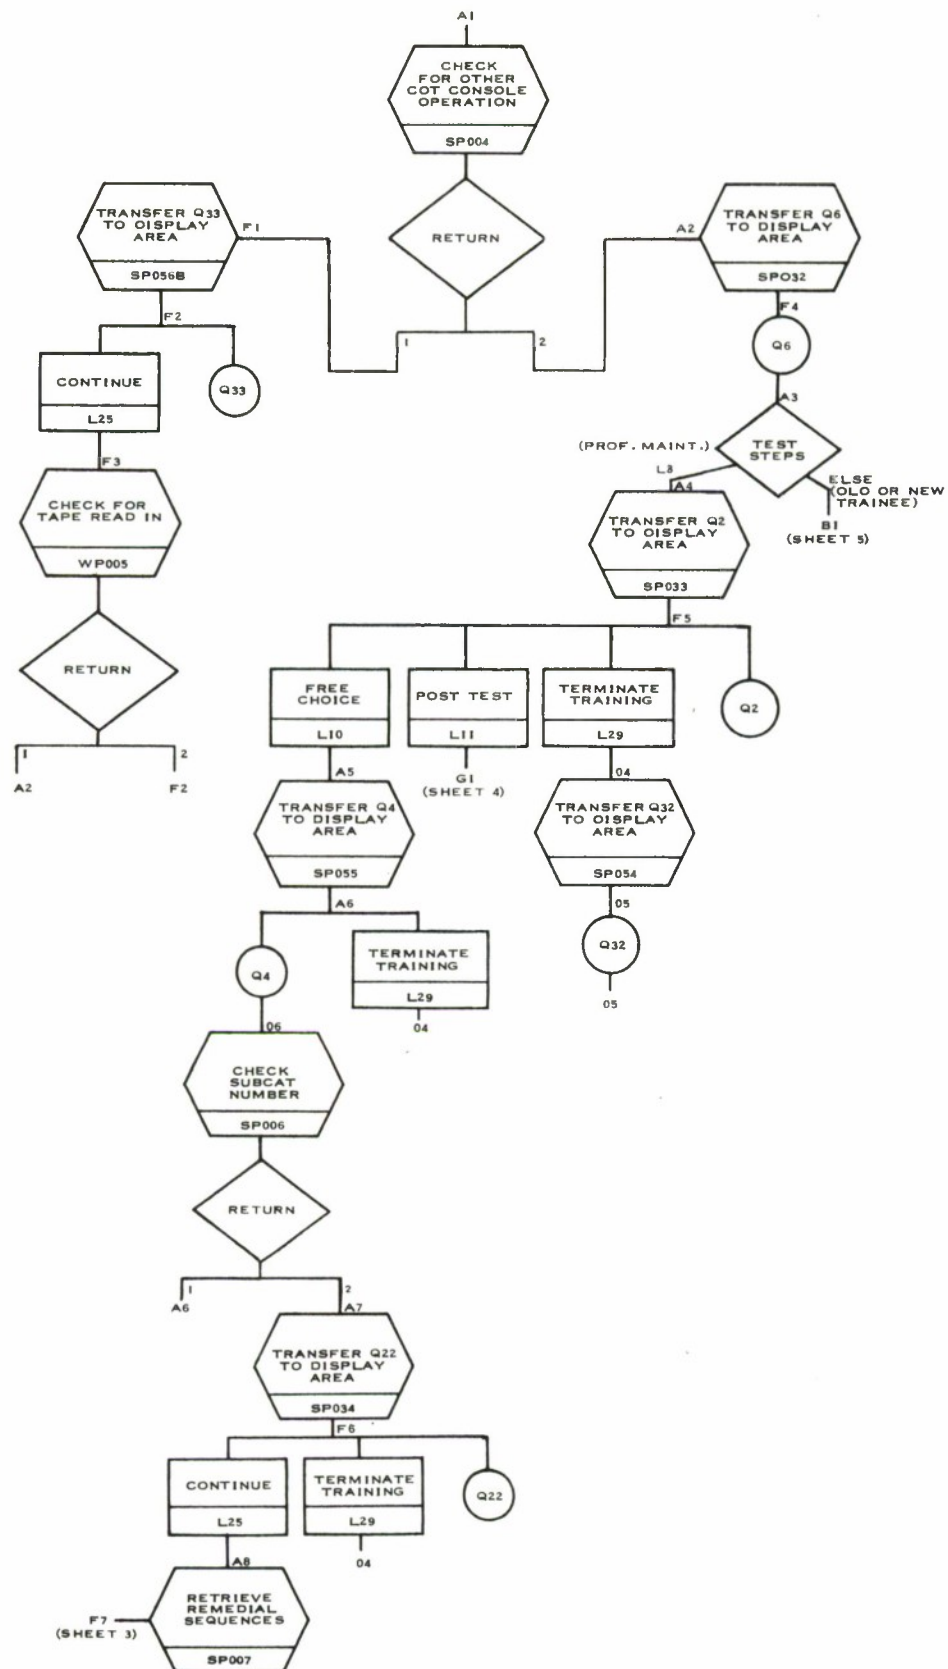 A1
CHECK
FOR OTHER
COT CONSOLE
OPERATION
SP004
RETURN
1
2
TRANSFER Q33
TO DISPLAY
AREA
SP056B
F1
F2
CONTINUE
L25
Q33
F3
CHECK FOR
TAPE READ IN
WP005
RETURN
1
2
A2
F2
A2
TRANSFER Q6
TO DISPLAY
AREA
SP032
F4
Q6
A3
TEST
STEPS
(PROF. MAINT.)
L3
A4
ELSE
(OLD OR NEW
TRAINEE)
B1
(SHEET 5)
TRANSFER Q2
TO DISPLAY
AREA
SP033
F5
FREE
CHOICE
L10
POST TEST
L11
TERMINATE
TRAINING
L29
Q2
A5
G1
(SHEET 4)
04
TRANSFER Q4
TO DISPLAY
AREA
SP055
TRANSFER Q32
TO DISPLAY
AREA
SP054
A6
05
Q4
TERMINATE
TRAINING
L29
04
Q32
05
06
CHECK
SUBCAT
NUMBER
SP006
RETURN
1
2
A6
A7
TRANSFER Q22
TO DISPLAY
AREA
SP034
F6
CONTINUE
L25
TERMINATE
TRAINING
L29
Q22
A8
04
RETRIEVE
REMEDIAL
SEQUENCES
SP007
F7
(SHEET 3)